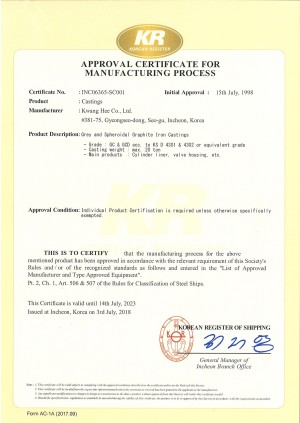 KR
KOREAN REGISTER
APPROVAL CERTIFICATE FOR
MANUFACTURING PROCESS
Certificate No. : INC06365-SC001 Initial Approval : 15th July, 1998
Product : Castings
Manufacturer : Kwang Hee Co., Ltd.
#381-75, Gyeongseo-dong, Seo-gu, Incheon, Korea
Product Description: Grey and Spheroidal Graphite Iron Castings
- Grade : GC & GCD acc. to KS D 4301 & 4302 or equivalent grade
- Casting weight : max. 20 ton
- Main products : Cylinder liner, valve housing, etc.
KR
Approval Condition: Individual Product Certification is required unless otherwise specifically
exempted
THIS IS TO CERTIFY that the manufacturing process for the above
mentioned product has been approved in accordance with the relevant requirement of this Society's
Rules and/or of the recognized standards as follows and entered in the "List of Approved
Manufacturer and Type Approved Equipment".
Pt. 2, Ch. 1, Art. 506 & 507 of the Rules for Classification of Steel Ships.
Valid until 14th July, 2023
Issued at Incheon, Korea on 3rd July, 2018
KOREAN REGISTER OF SHIPPING
General Manager of
Incheon Branch Office
Form AC-1A (2017.09)